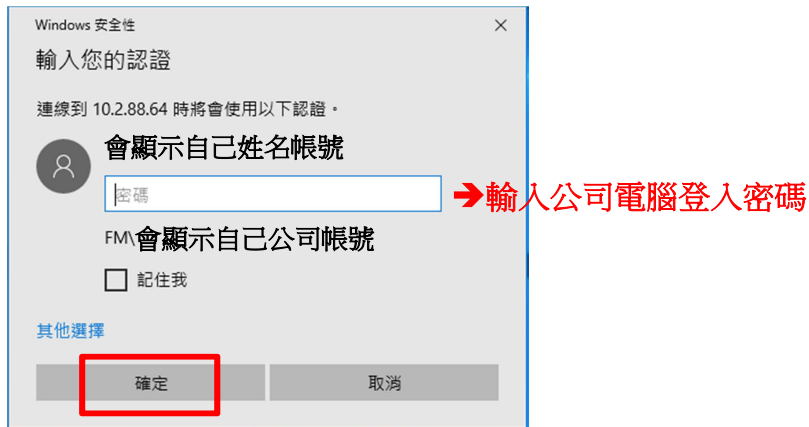 Windows 安全性
輸入您的認證
連線到 10.2.88.64 時將會使用以下認證。
會顯示自己姓名帳號
密碼
➔輸入公司電腦登入密碼
FM\會顯示自己公司帳號
記住我
其他選擇
確定
取消